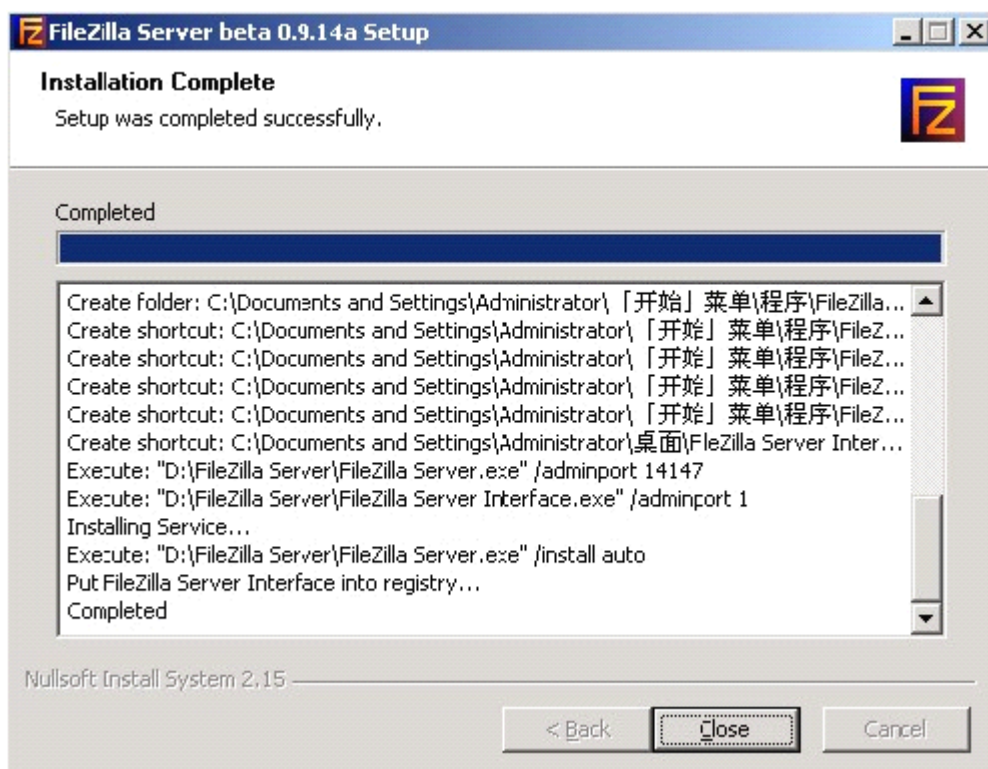 FileZilla Server beta 0.9.14a Setup
Installation Complete
Setup was completed successfully.
Completed
Create folder: C:\Documents and Settings\Administrator\「开始」菜单\程序\FileZilla...
Create shortcut: C:\Documents and Settings\Administrator\「开始」菜单\程序\FileZ...
Create shortcut: C:\Documents and Settings\Administrator\「开始」菜单\程序\FileZ...
Create shortcut: C:\Documents and Settings\Administrator\「开始」菜单\程序\FileZ...
Create shortcut: C:\Documents and Settings\Administrator\「开始」菜单\程序\FileZ...
Create shortcut: C:\Documents and Settings\Administrator\桌面\FleZilla Server Inter...
Execute: "D:\FileZilla Server\FileZilla Server.exe" /adminport 14147
Execute: "D:\FileZilla Server\FileZilla Server Interface.exe" /adminport 1
Installing Service...
Execute: "D:\FileZilla Server\FileZilla Server.exe" /install auto
Put FileZilla Server Interface into registry...
Completed
Nullsoft Install System 2.15
< Back
Close
Cancel